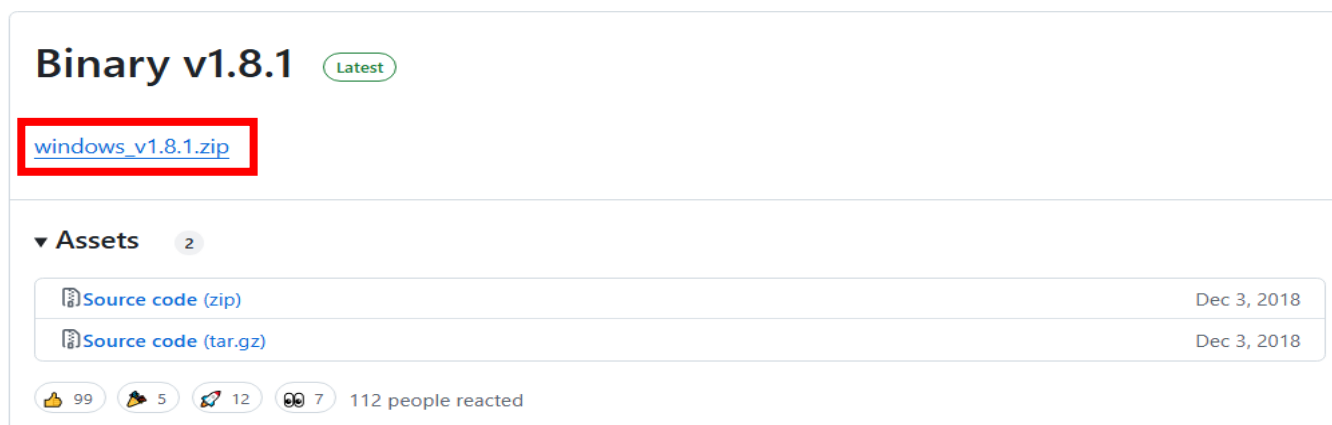 Binary v1.8.1 Latest
windows_v1.8.1.zip
Assets 2
Source code (zip) Dec 3, 2018
Source code (tar.gz) Dec 3, 2018
99 5 12 7 112 people reacted